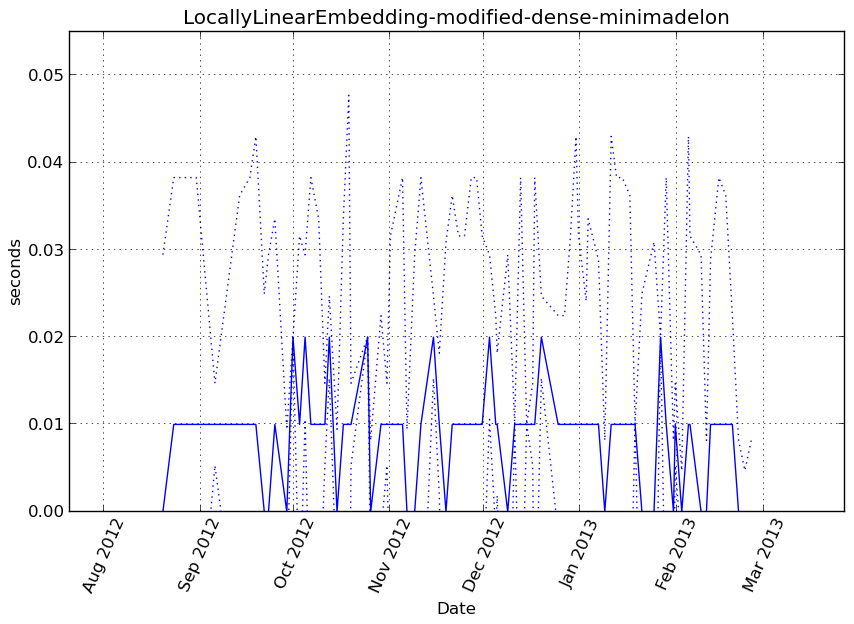 LocallyLinearEmbedding-modified-dense-minimadelon
0.05
0.04
0.03
0.02
0.01
0.00
seconds
Aug 2012
Sep 2012
Oct 2012
Nov 2012
Dec 2012
Jan 2013
Feb 2013
Mar 2013
Date